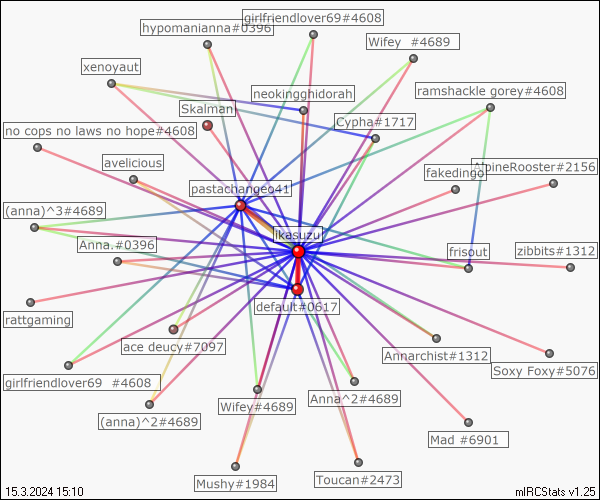 girlfriendlover69#4608
hypomanianna#0396
Wifey  #4689
xenoyaut
neokingghidorah
ramshackle gorey#4608
Skalman
Cypha#1717
no cops no laws no hope#4608
avelicious
fakedingo
AlpineRooster#2156
pastachangeo41
(anna)^3#4689
ikasuzu
Anna.#0396
frisout
zibbits#1312
default#0617
rattgaming
ace deucy#7097
Annarchist#1312
Soxy Foxy#5076
girlfriendlover69  #4608
Wifey#4689
Anna^2#4689
(anna)^2#4689
Mad #6901
Mushy#1984
Toucan#2473
15.3.2024 15:10
mIRCStats v1.25